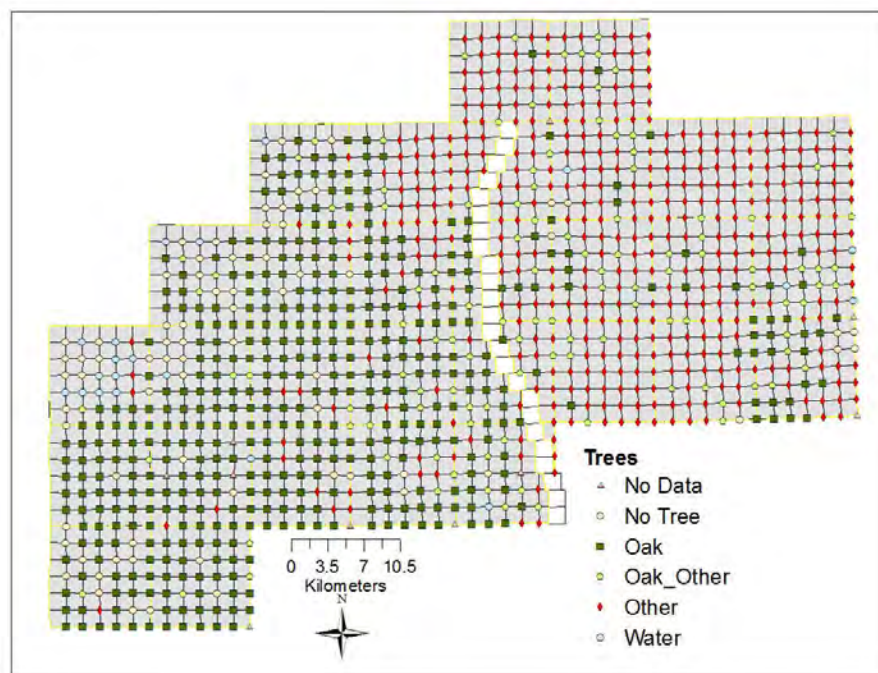 Trees
No Data
No Tree
Oak
Oak_Other
Other
Water
0 3.5 7 10.5
Kilometers
N